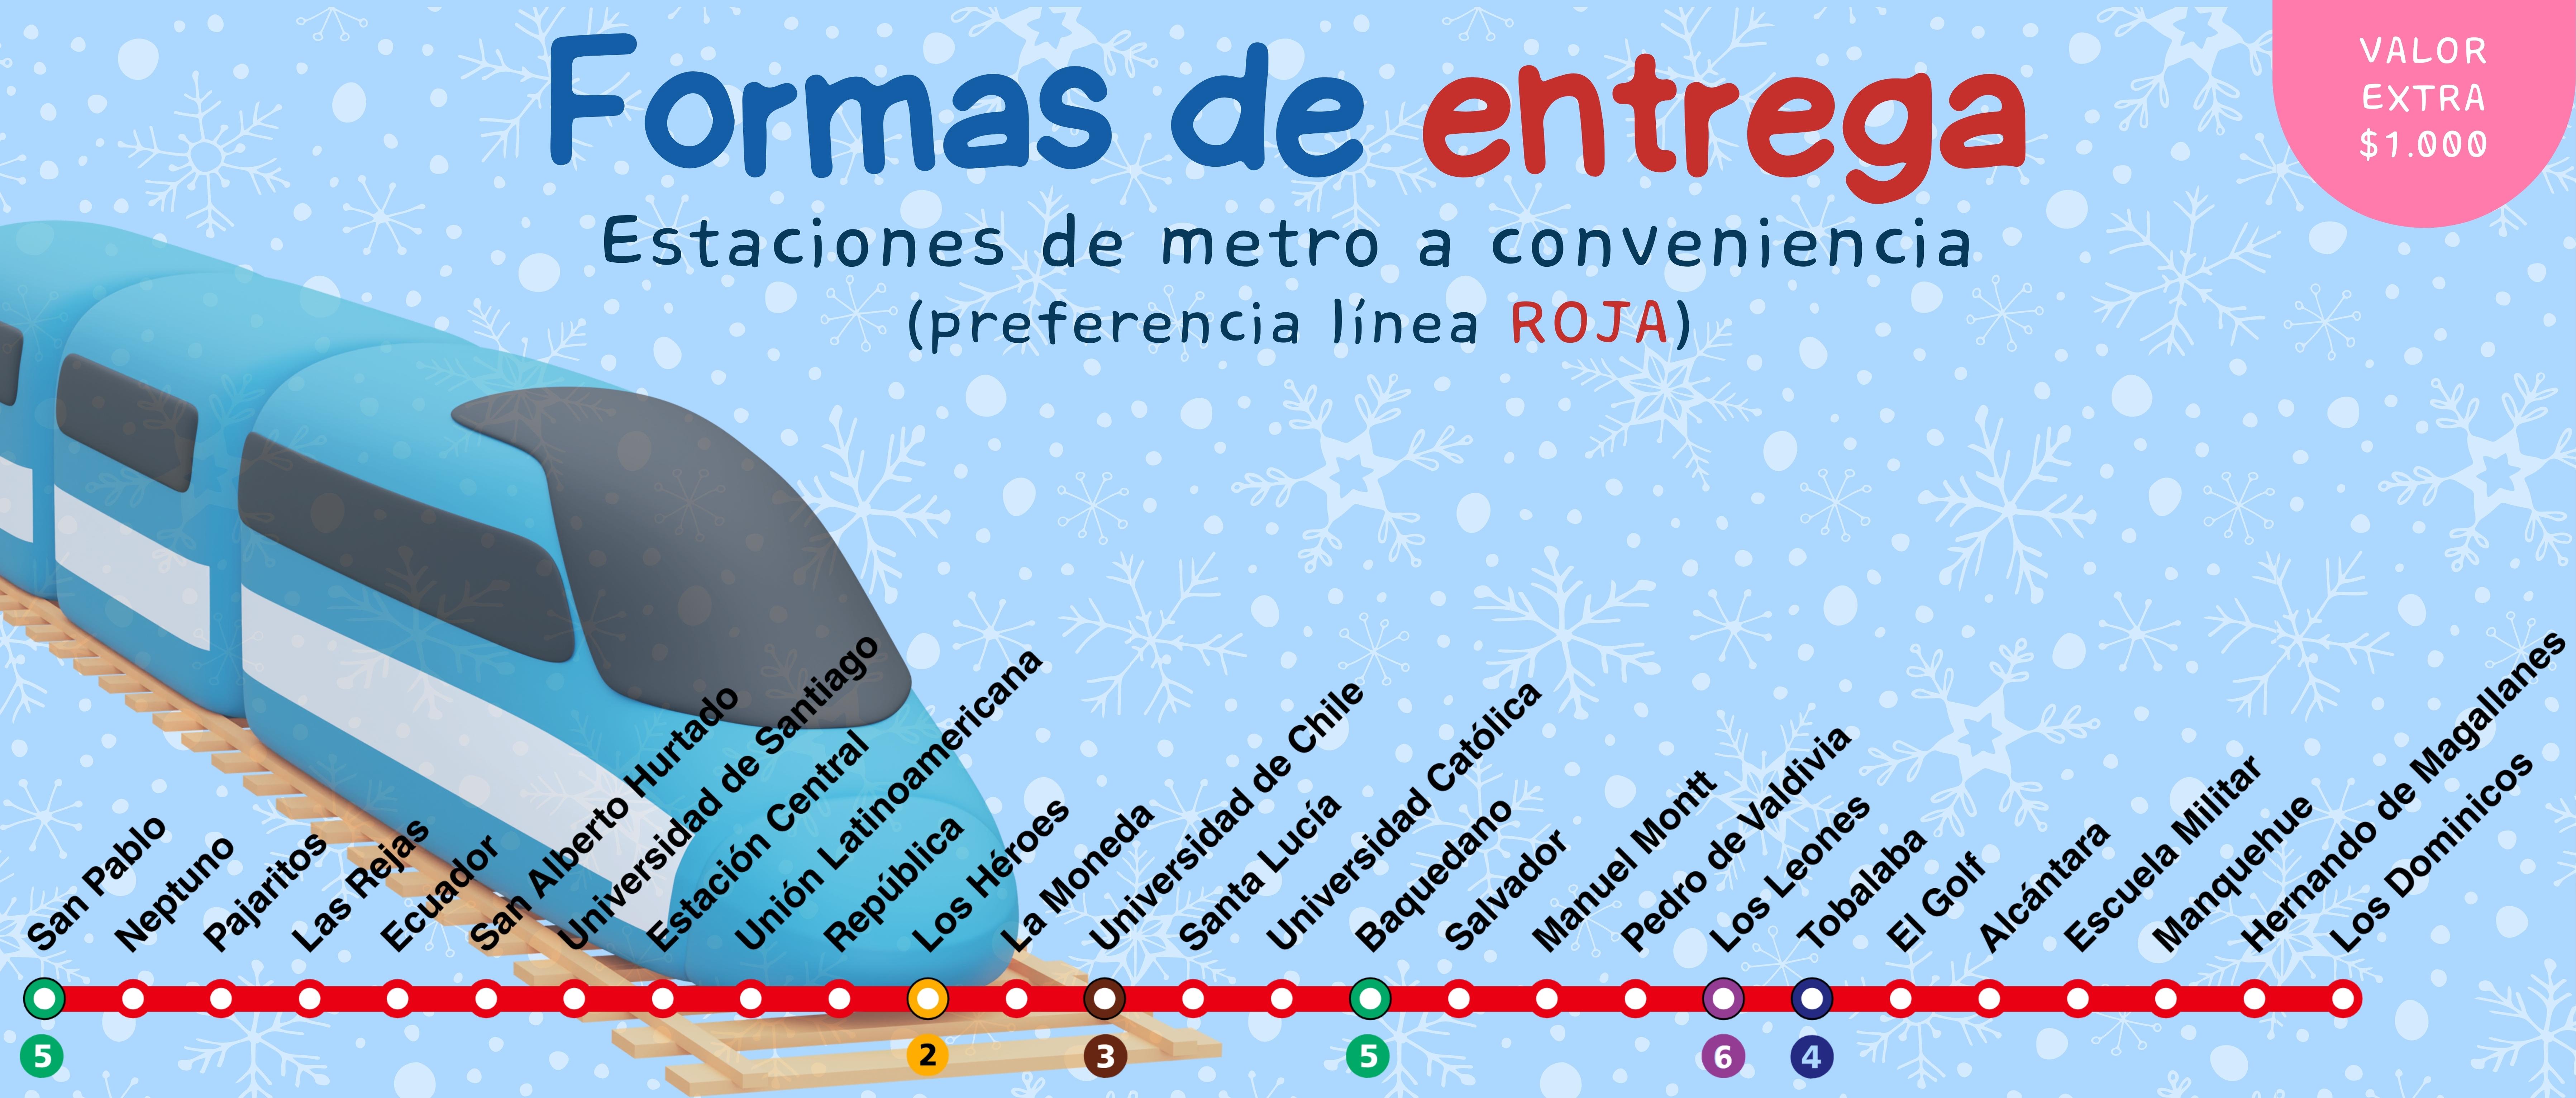 Formas de entrega
Estaciones de metro a conveniencia
(preferencia línea ROJA)
VALOR
EXTRA
$1.000
San Pablo
Neptuno
Pajaritos
Las Rejas
Ecuador
San Alberto Hurtado
Universidad de Santiago
Estación Central
Unión Latinoamericana
República
Los Héroes
La Moneda
Universidad de Chile
Santa Lucía
Universidad Católica
Baquedano
Salvador
Manuel Montt
Pedro de Valdivia
Los Leones
Tobalaba
El Golf
Alcántara
Escuela Militar
Manquehue
Hernando de Magallanes
Los Dominicos
5
2
3
5
6
4